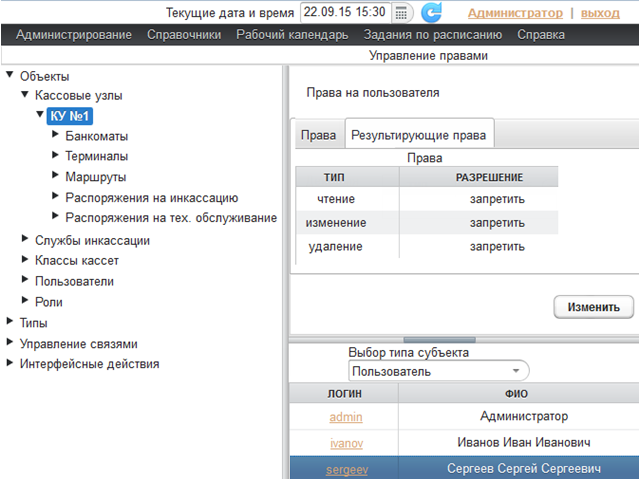 Текущие дата и время 22.09.15 15:30 Администратор | выход
Администрирование Справочники Рабочий календарь Задания по расписанию Справка
Управление правами
Объекты
Кассовые узлы
КУ №1
Банкоматы
Терминалы
Маршруты
Распоряжения на инкассацию
Распоряжения на тех. обслуживание
Службы инкассации
Классы кассет
Пользователи
Роли
Типы
Управление связями
Интерфейсные действия
Права на пользователя
Права Результирующие права
Права
ТИП РАЗРЕШЕНИЕ
чтение запретить
изменение запретить
удаление запретить
Изменить
Выбор типа субъекта
Пользователь
ЛОГИН ФИО
admin Администратор
ivanov Иванов Иван Иванович
sergeev Сергеев Сергей Сергеевич